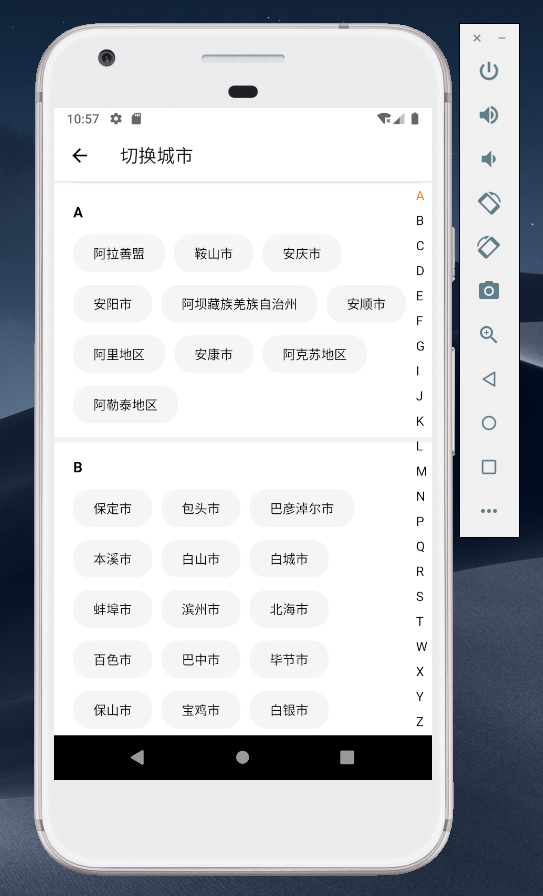 10:57
切换城市
A
阿拉善盟 鞍山市 安庆市
安阳市 阿坝藏族羌族自治州 安顺市
阿里地区 安康市 阿克苏地区
阿勒泰地区
B
保定市 包头市 巴彦淖尔市
本溪市 白山市 白城市
蚌埠市 滨州市 北海市
百色市 巴中市 毕节市
保山市 宝鸡市 白银市
A
B
C
D
E
F
G
I
J
K
L
M
N
P
Q
R
S
T
W
X
Y
Z